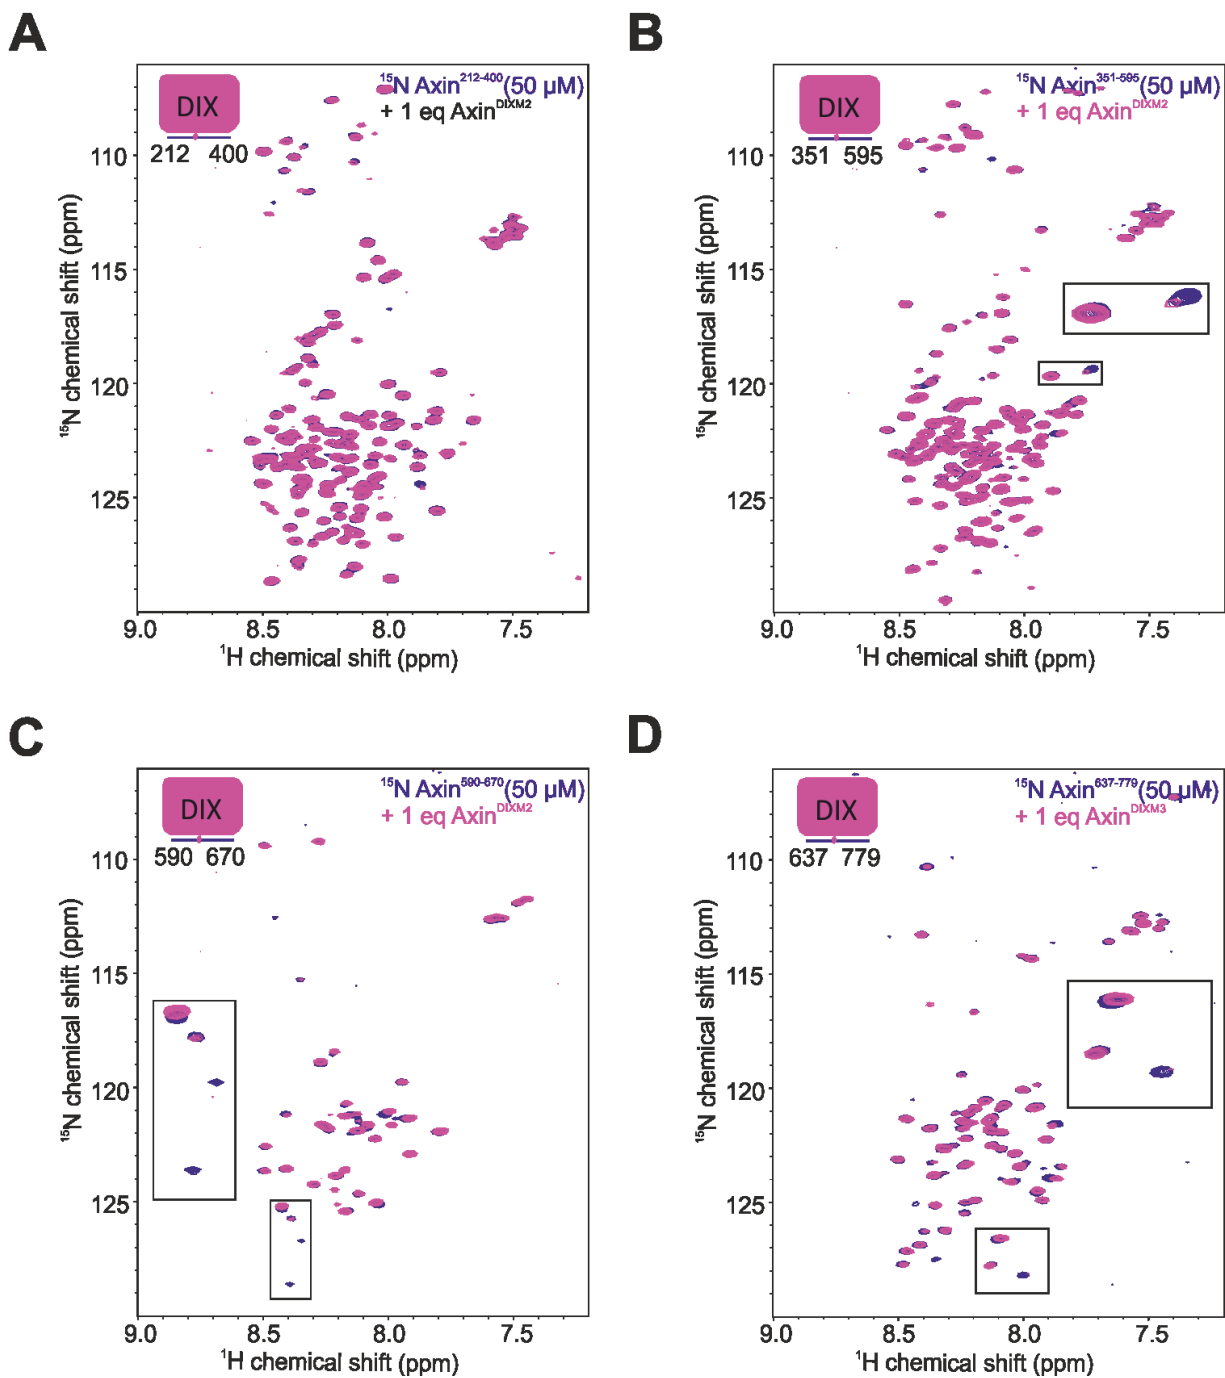 A
DIX
212 400
¹⁵N Axin²¹²⁻⁴⁰⁰(50 µM)
+ 1 eq Axinᴰᴵˣᴹ²
110
115
120
125
¹⁵N chemical shift (ppm)
9.0 8.5 8.0 7.5
¹H chemical shift (ppm)
B
DIX
351 595
¹⁵N Axin³⁵¹⁻⁵⁹⁵(50 µM)
+ 1 eq Axinᴰᴵˣᴹ²
110
115
120
125
¹⁵N chemical shift (ppm)
9.0 8.5 8.0 7.5
¹H chemical shift (ppm)
C
DIX
590 670
¹⁵N Axin⁵⁹⁰⁻⁶⁷⁰(50 µM)
+ 1 eq Axinᴰᴵˣᴹ²
110
115
120
125
¹⁵N chemical shift (ppm)
9.0 8.5 8.0 7.5
¹H chemical shift (ppm)
D
DIX
637 779
¹⁵N Axin⁶³⁷⁻⁷⁷⁹(50 µM)
+ 1 eq Axinᴰᴵˣᴹ³
110
115
120
125
¹⁵N chemical shift (ppm)
9.0 8.5 8.0 7.5
¹H chemical shift (ppm)